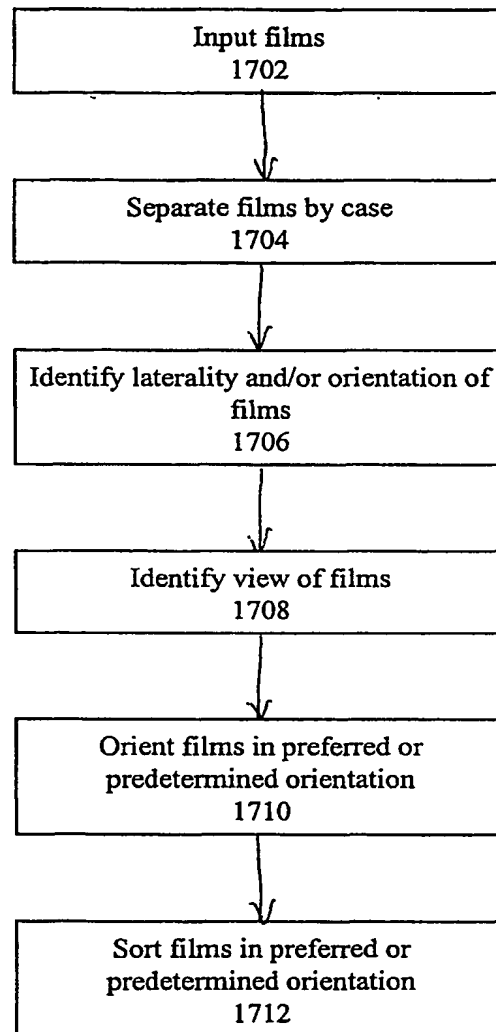 Input films
1702
Separate films by case
1704
Identify laterality and/or orientation of
films
1706
Identify view of films
1708
Orient films in preferred or
predetermined orientation
1710
Sort films in preferred or
predetermined orientation
1712